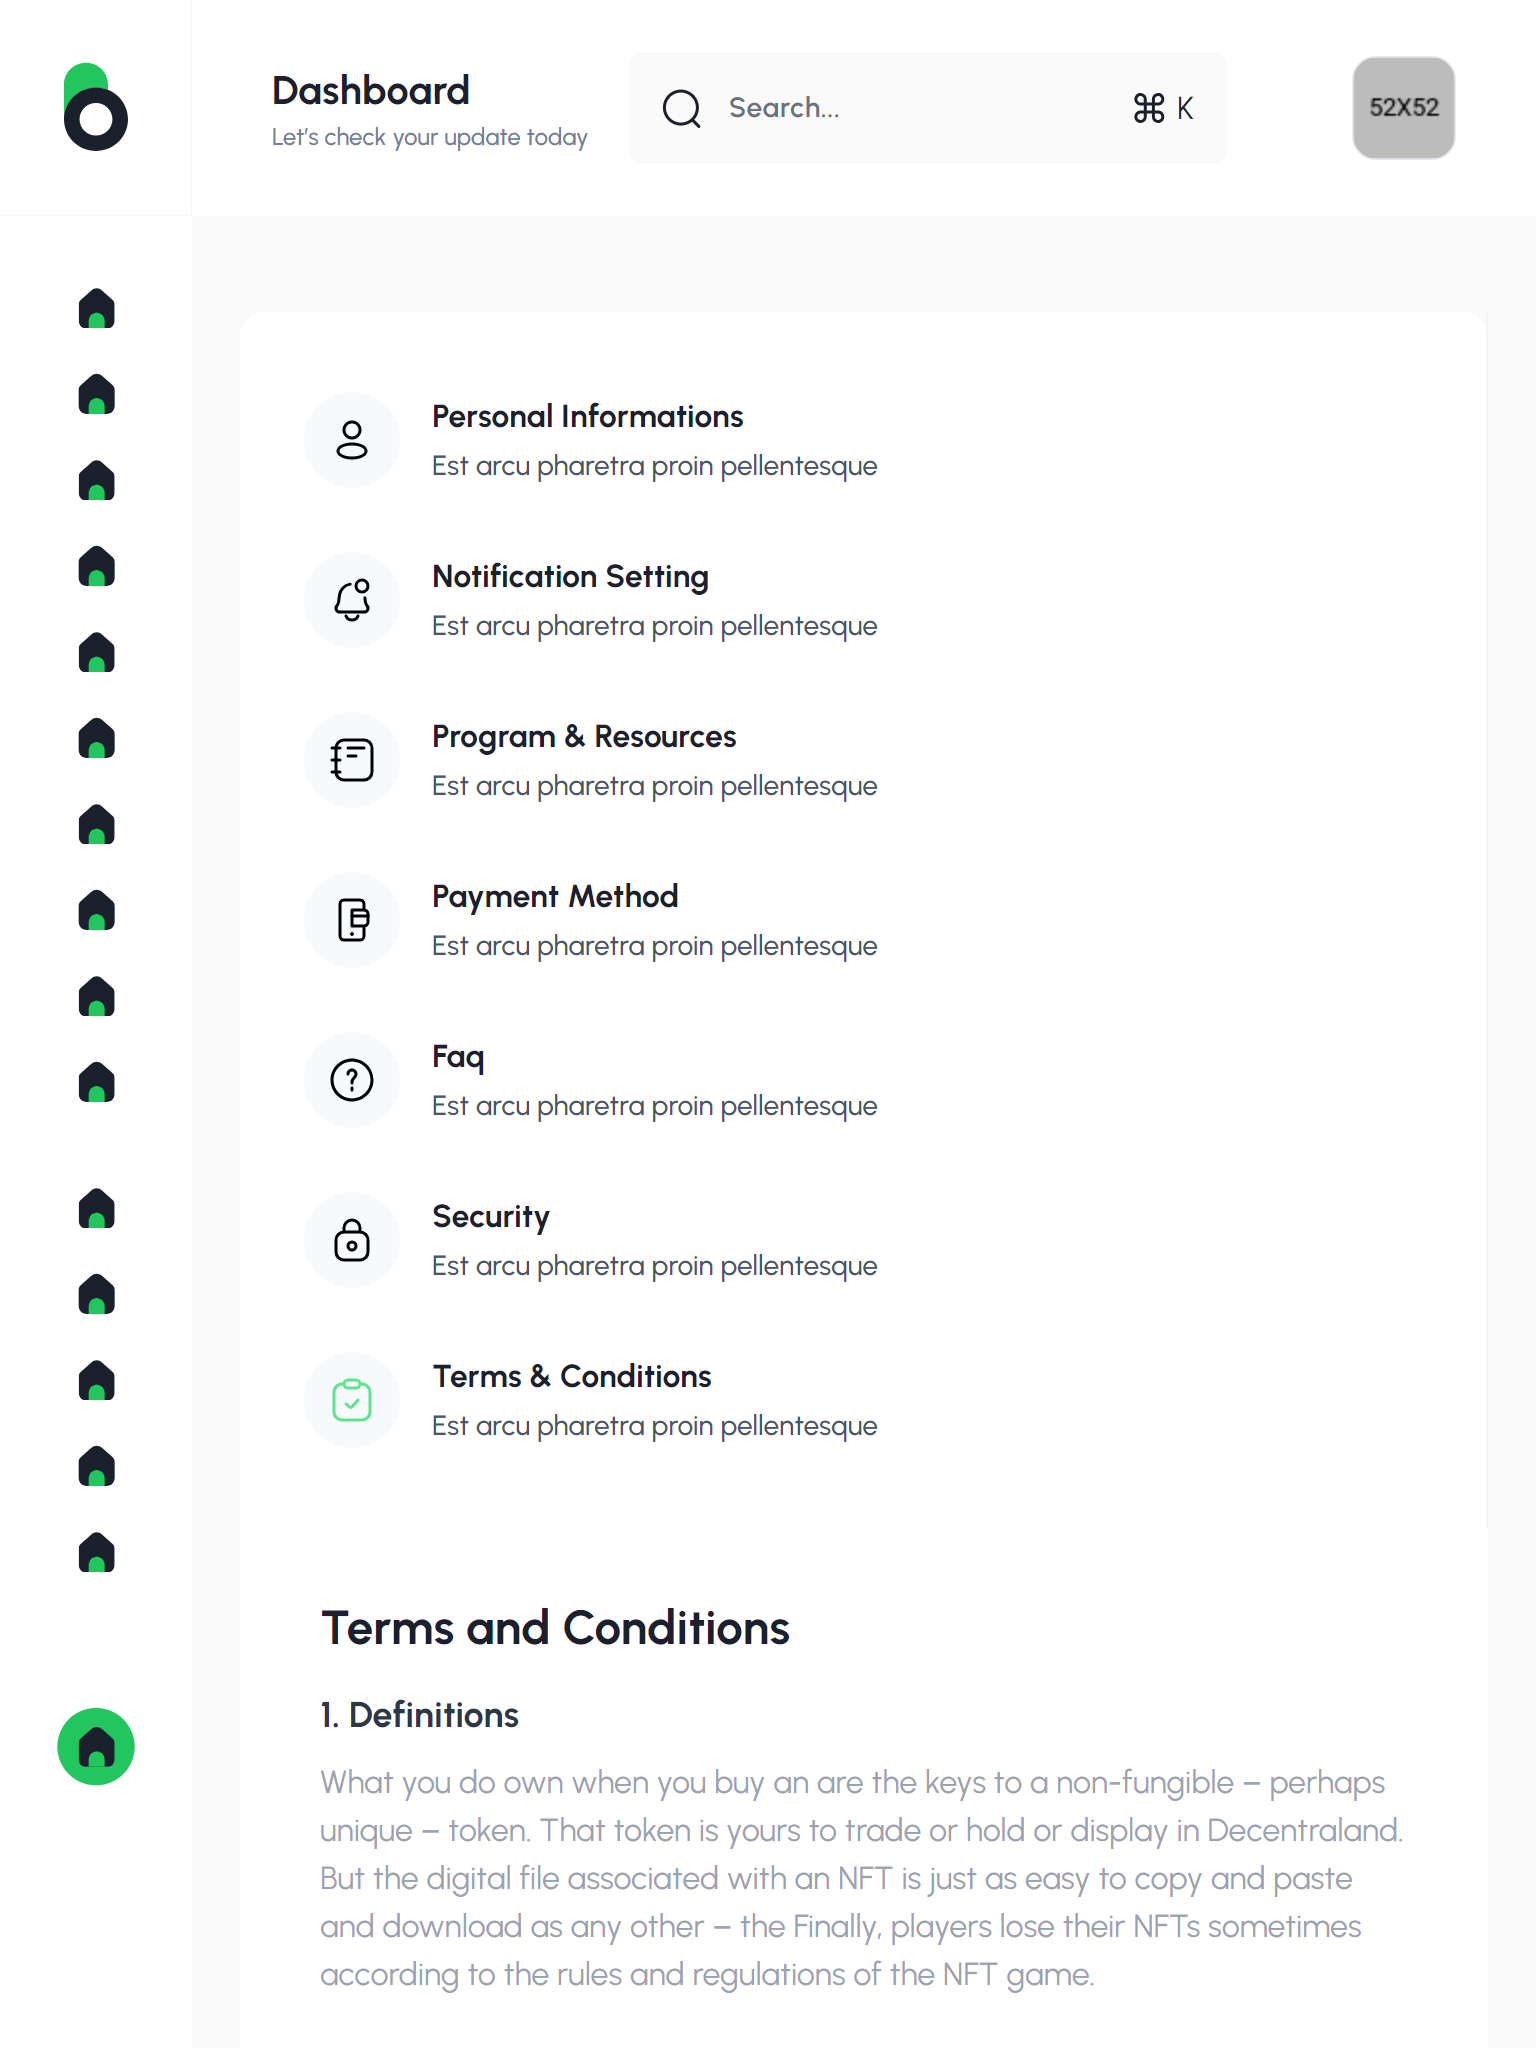 Dashboard
Let's check your update today
Search...
⌘ K
52X52
Personal Informations
Est arcu pharetra proin pellentesque
Notification Setting
Est arcu pharetra proin pellentesque
Program & Resources
Est arcu pharetra proin pellentesque
Payment Method
Est arcu pharetra proin pellentesque
Faq
Est arcu pharetra proin pellentesque
Security
Est arcu pharetra proin pellentesque
Terms & Conditions
Est arcu pharetra proin pellentesque
Terms and Conditions
1. Definitions
What you do own when you buy an are the keys to a non-fungible – perhaps
unique – token. That token is yours to trade or hold or display in Decentraland.
But the digital file associated with an NFT is just as easy to copy and paste
and download as any other – the Finally, players lose their NFTs sometimes
according to the rules and regulations of the NFT game.